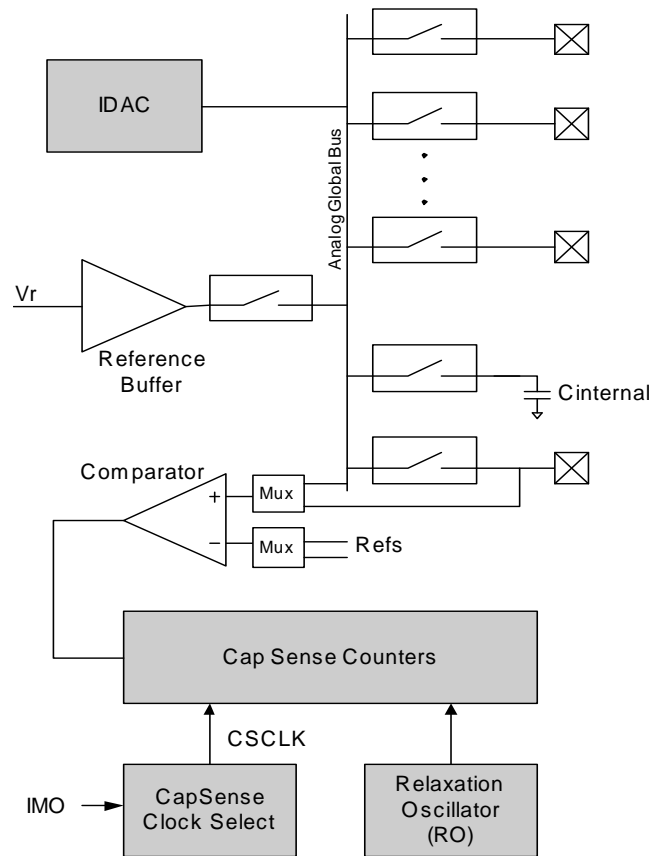 IDAC
Analog Global Bus
Vr
Reference
Buffer
Cinternal
Comparator
+
Mux
−
Mux
Refs
Cap Sense Counters
CSCLK
IMO
CapSense
Clock Select
Relaxation
Oscillator
(RO)